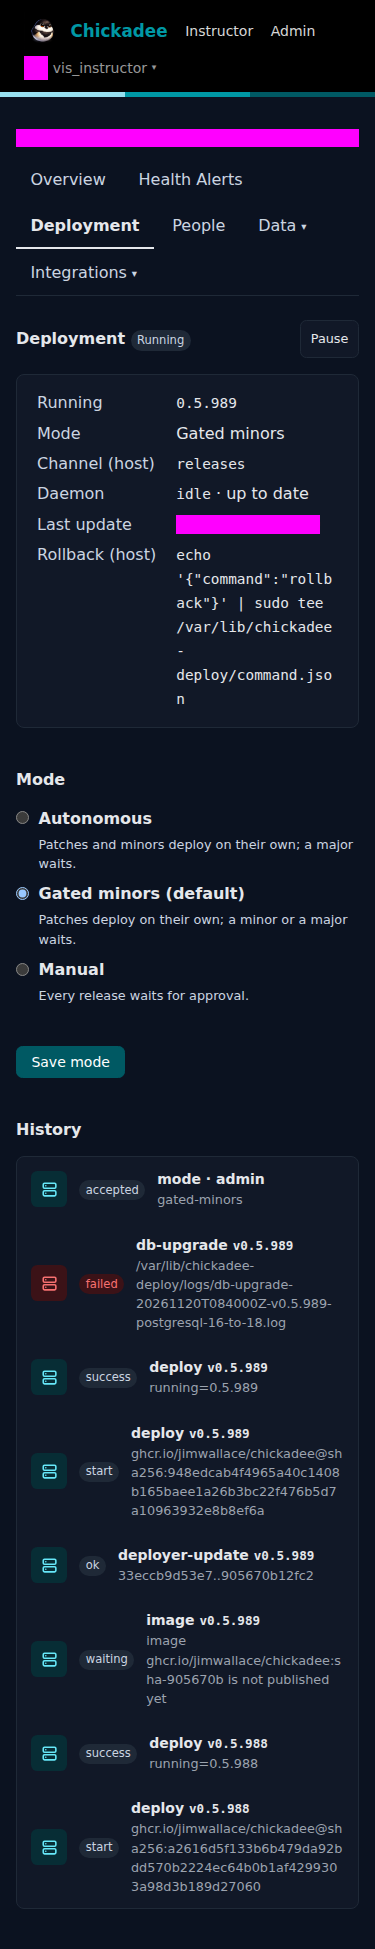 Chickadee Instructor Admin
vis_instructor ▾
Overview Health Alerts
Deployment People Data ▾
Integrations ▾
Deployment Running Pause
Running 0.5.989
Mode Gated minors
Channel (host) releases
Daemon idle · up to date
Last update
Rollback (host) echo
'{"command":"rollb
ack"}' | sudo tee
/var/lib/chickadee
-
deploy/command.jso
n
Mode
Autonomous
Patches and minors deploy on their own; a major
waits.
Gated minors (default)
Patches deploy on their own; a minor or a major
waits.
Manual
Every release waits for approval.
Save mode
History
accepted mode · admin
gated-minors
failed db-upgrade v0.5.989
/var/lib/chickadee-
deploy/logs/db-upgrade-
20261120T084000Z-v0.5.989-
postgresql-16-to-18.log
success deploy v0.5.989
running=0.5.989
start deploy v0.5.989
ghcr.io/jimwallace/chickadee@sh
a256:948edcab4f4965a40c1408
b165baee1a26b3bc22f476b5d7
a10963932e8b8ef6a
ok deployer-update v0.5.989
33eccb9d53e7..905670b12fc2
waiting image v0.5.989
image
ghcr.io/jimwallace/chickadee:s
ha-905670b is not published
yet
success deploy v0.5.988
running=0.5.988
start deploy v0.5.988
ghcr.io/jimwallace/chickadee@sh
a256:a2616d5f133b6b479da92b
dd570b2224ec64b0b1af429930
3a98d3b189d27060